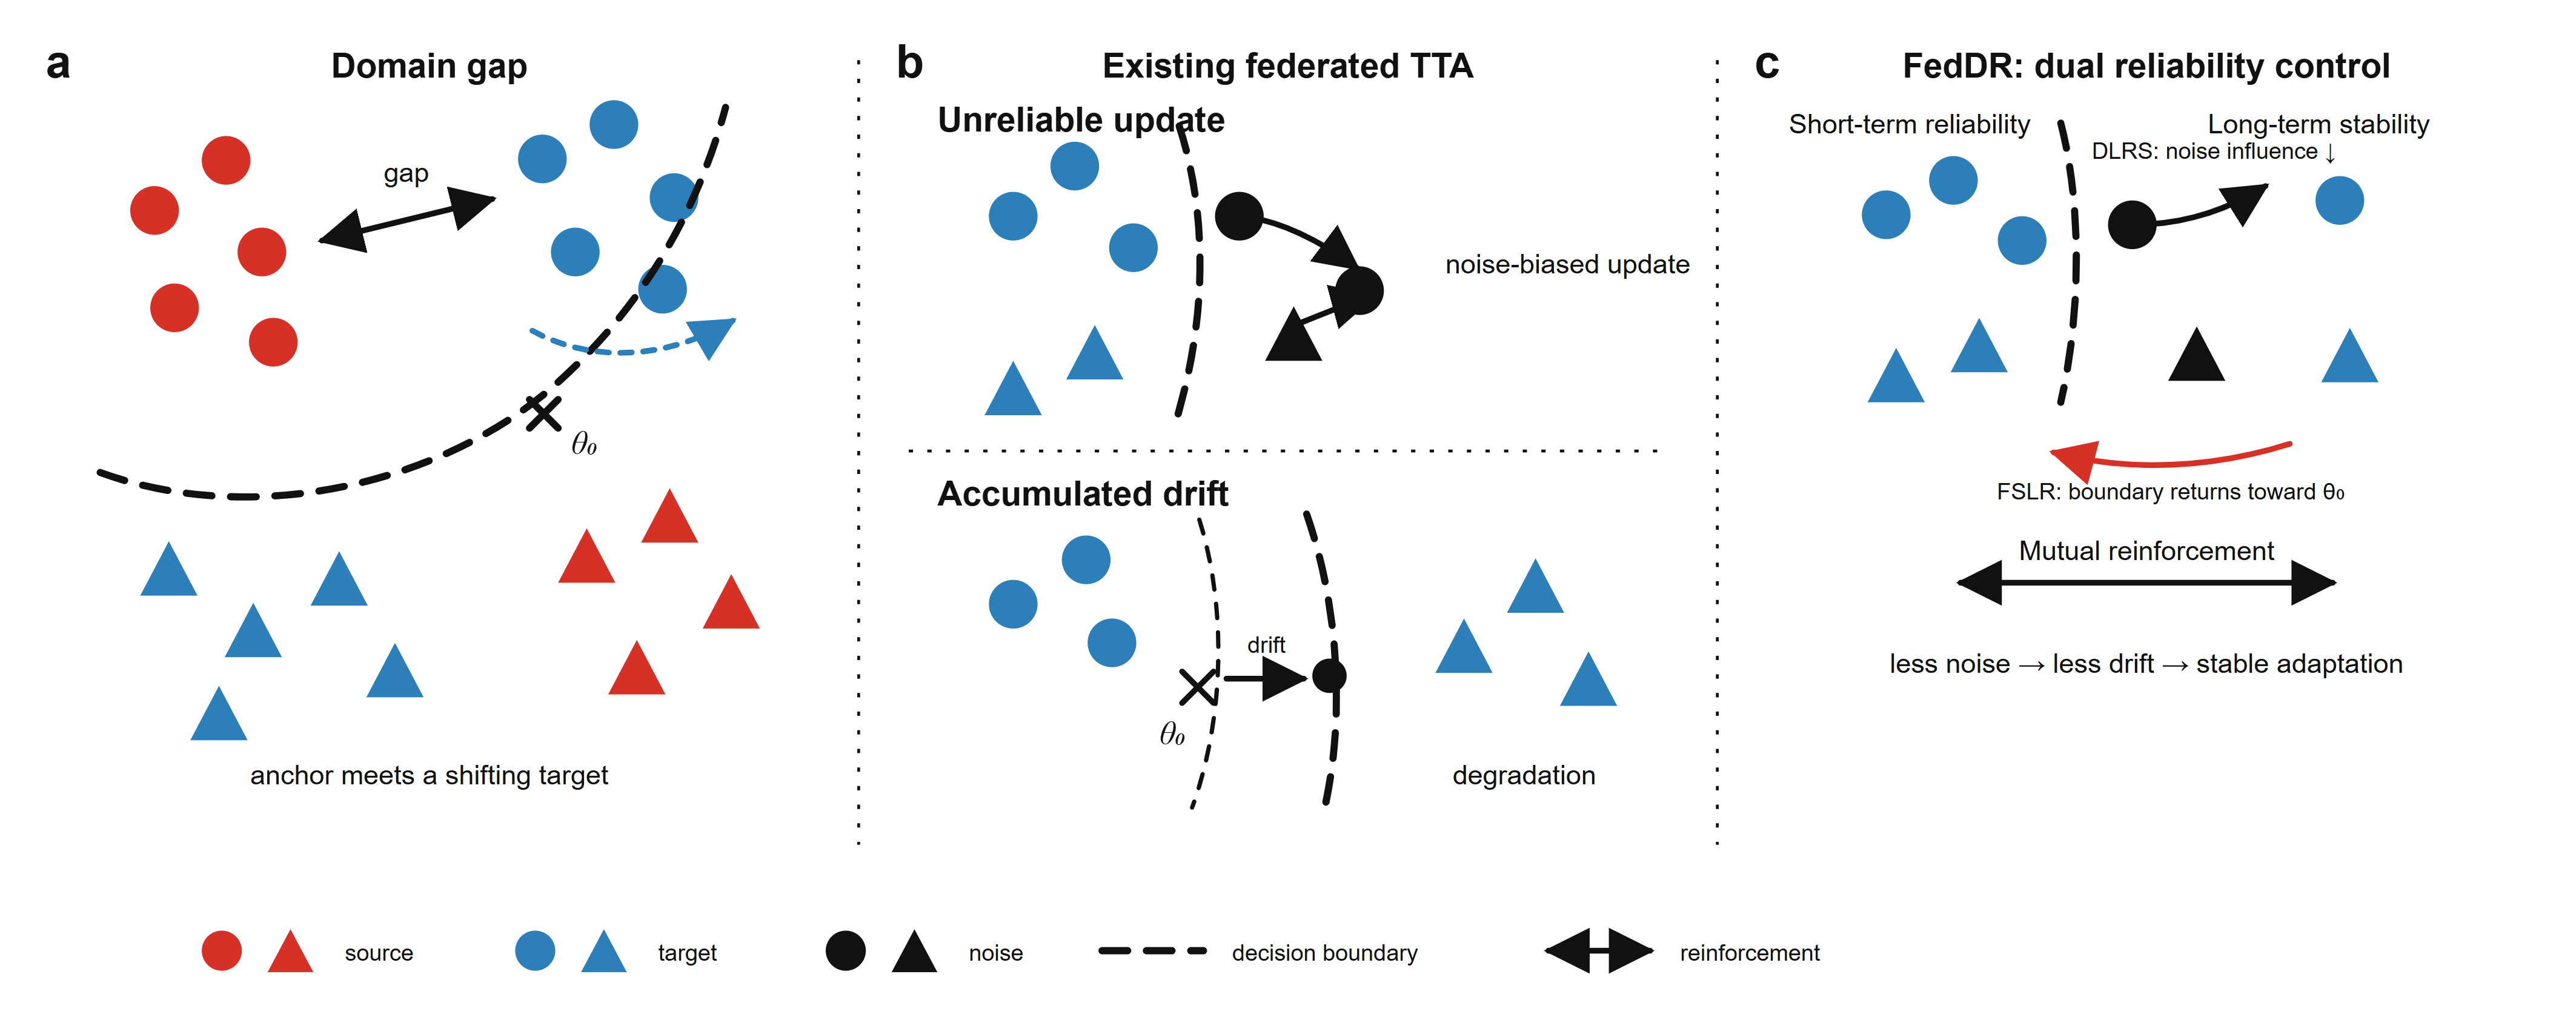 a
Domain gap
gap
θ₀
anchor meets a shifting target
b
Existing federated TTA
Unreliable update
noise-biased update
Accumulated drift
drift
θ₀
degradation
c
FedDR: dual reliability control
Short-term reliability
Long-term stability
DLRS: noise influence ↓
FSLR: boundary returns toward θ₀
Mutual reinforcement
less noise → less drift → stable adaptation
source
target
noise
decision boundary
reinforcement